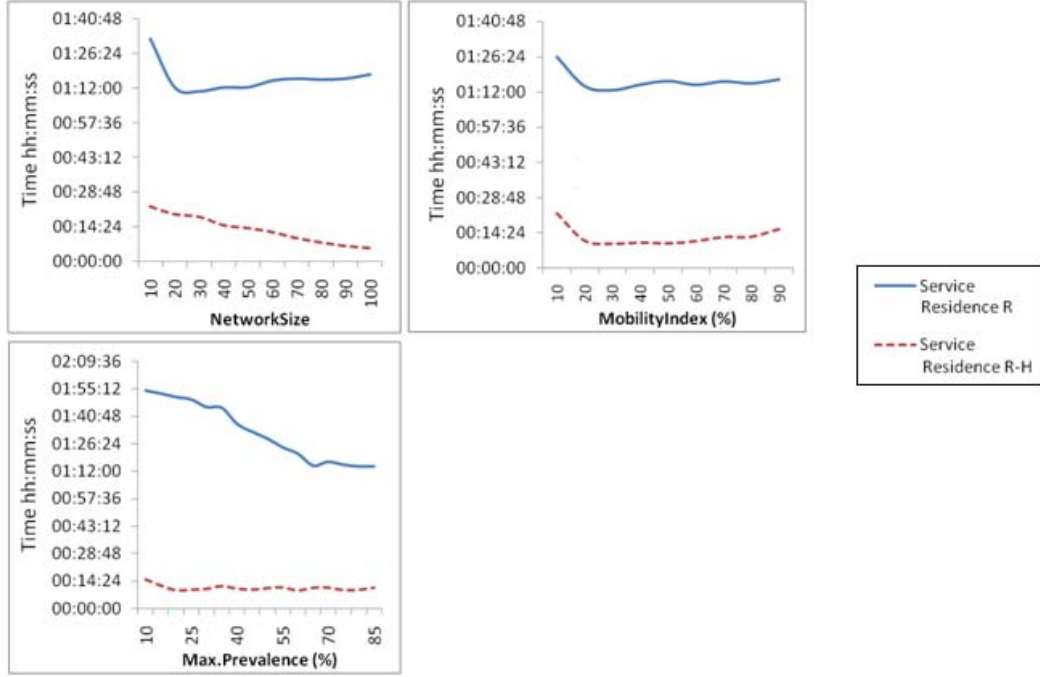 01:40:48
01:26:24
01:12:00
00:57:36
00:43:12
00:28:48
00:14:24
00:00:00
Time hh:mm:ss
10 20 30 40 50 60 70 80 90 100
NetworkSize
01:40:48
01:26:24
01:12:00
00:57:36
00:43:12
00:28:48
00:14:24
00:00:00
Time hh:mm:ss
10 20 30 40 50 60 70 80 90
MobilityIndex (%)
Service
Residence R
Service
Residence R-H
02:09:36
01:55:12
01:40:48
01:26:24
01:12:00
00:57:36
00:43:12
00:28:48
00:14:24
00:00:00
Time hh:mm:ss
10 25 40 55 70 85
Max.Prevalence (%)